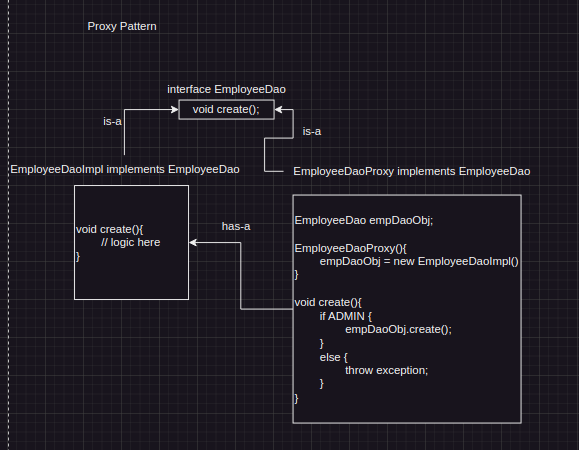 Proxy Pattern
interface EmployeeDao
void create();
is-a
is-a
EmployeeDaoImpl implements EmployeeDao
EmployeeDaoProxy implements EmployeeDao
void create(){
// logic here
}
has-a
EmployeeDao empDaoObj;
EmployeeDaoProxy(){
empDaoObj = new EmployeeDaoImpl()
}
void create(){
if ADMIN {
empDaoObj.create();
}
else {
throw exception;
}
}